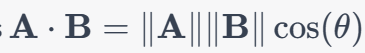 s A · B = ‖A‖‖B‖ cos(θ)